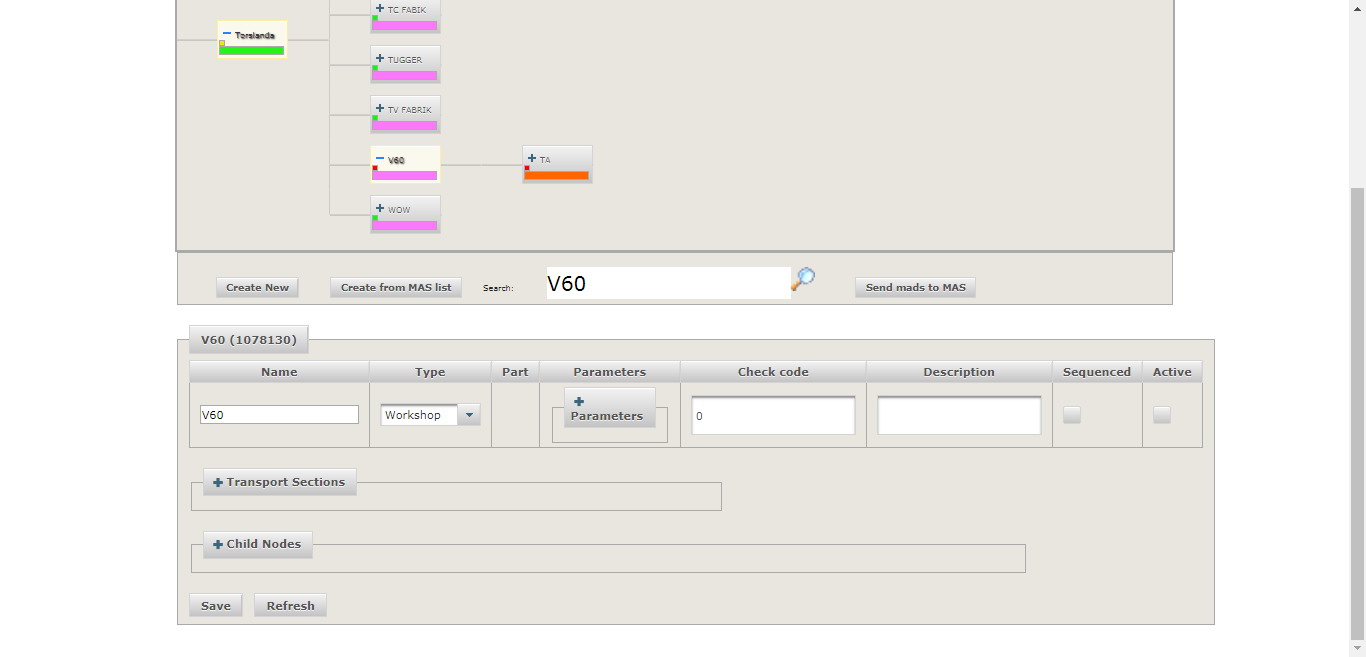 TC FABIK
Torslanda
TUGGER
TV FABRIK
V60
TA
WOW
Create New
Create from MAS list
Search:
V60
Send mads to MAS
V60 (1078130)
Name Type Part Parameters Check code Description Sequenced Active
V60
Workshop
Parameters
0
Transport Sections
Child Nodes
Save
Refresh